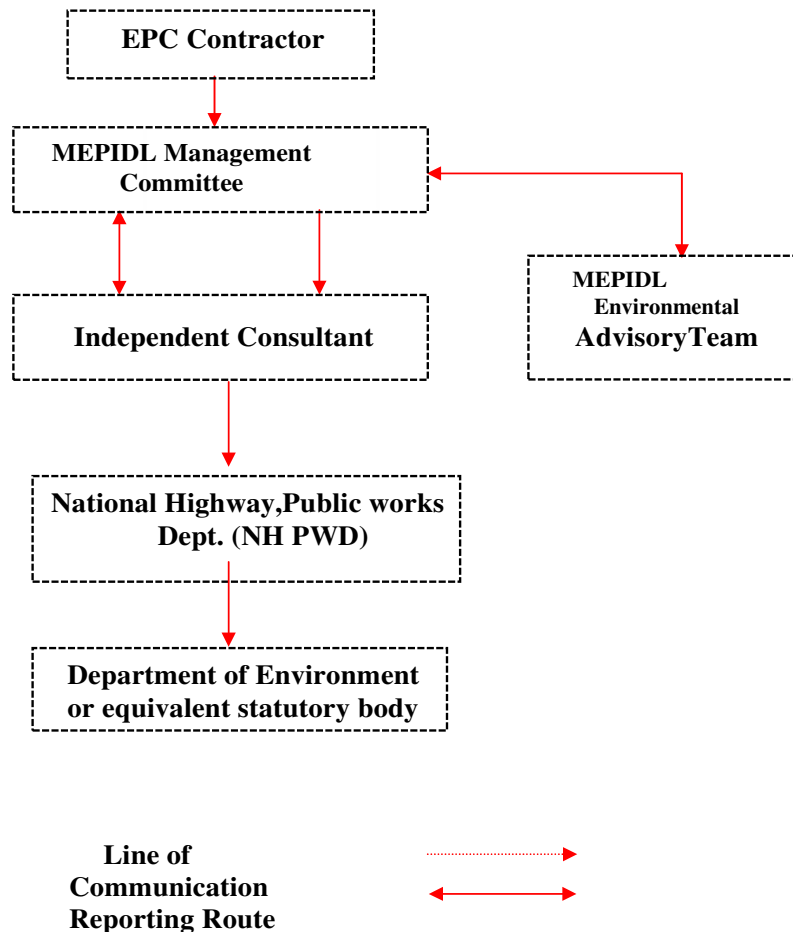 EPC Contractor
MEPIDL Management
Committee
MEPIDL
Environmental
AdvisoryTeam
Independent Consultant
National Highway,Public works
Dept. (NH PWD)
Department of Environment
or equivalent statutory body
Line of
Communication
Reporting Route